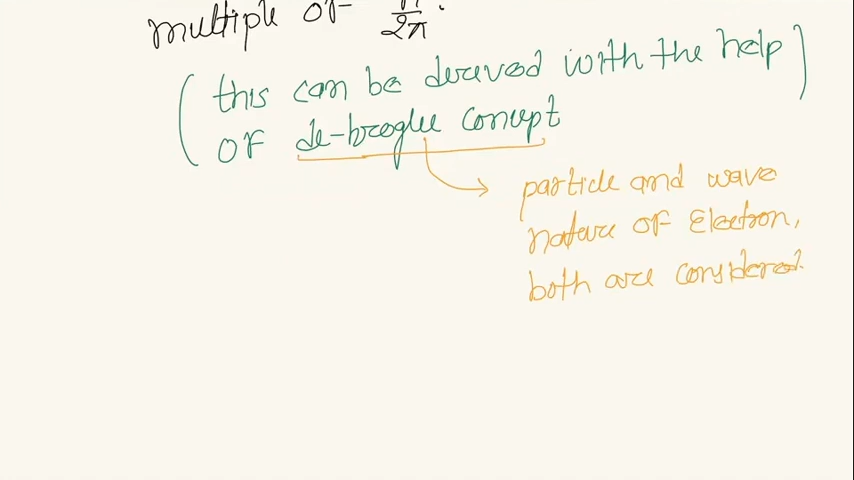 multiple of h/2π.
(this can be derived with the help)
of de-broglie concept
particle and wave
nature of Electron,
both are considered.